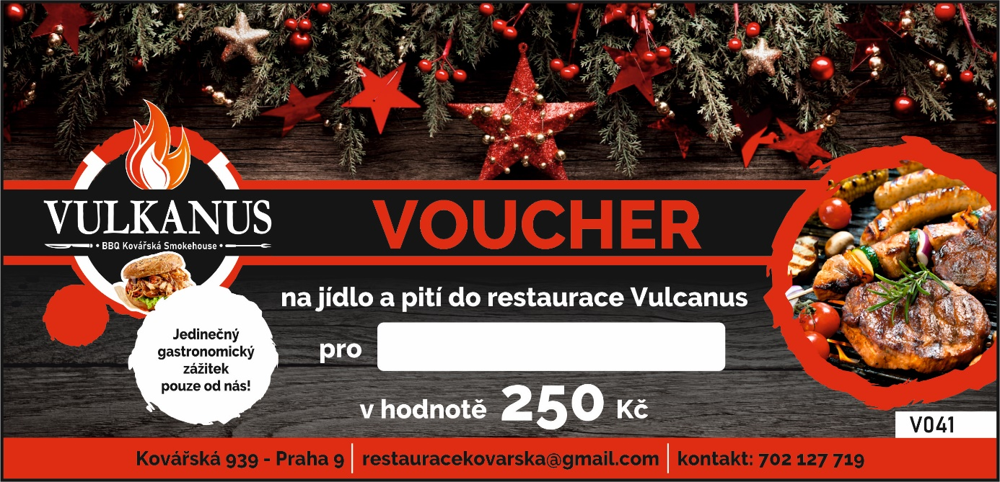 VULKANUS
• BBQ Kovářská Smokehouse •
VOUCHER
na jídlo a pití do restaurace Vulcanus
pro
Jedinečný
gastronomický
zážitek
pouze od nás!
v hodnotě 250 Kč
V041
Kovářská 939 - Praha 9 | restauracekovarska@gmail.com | kontakt: 702 127 719